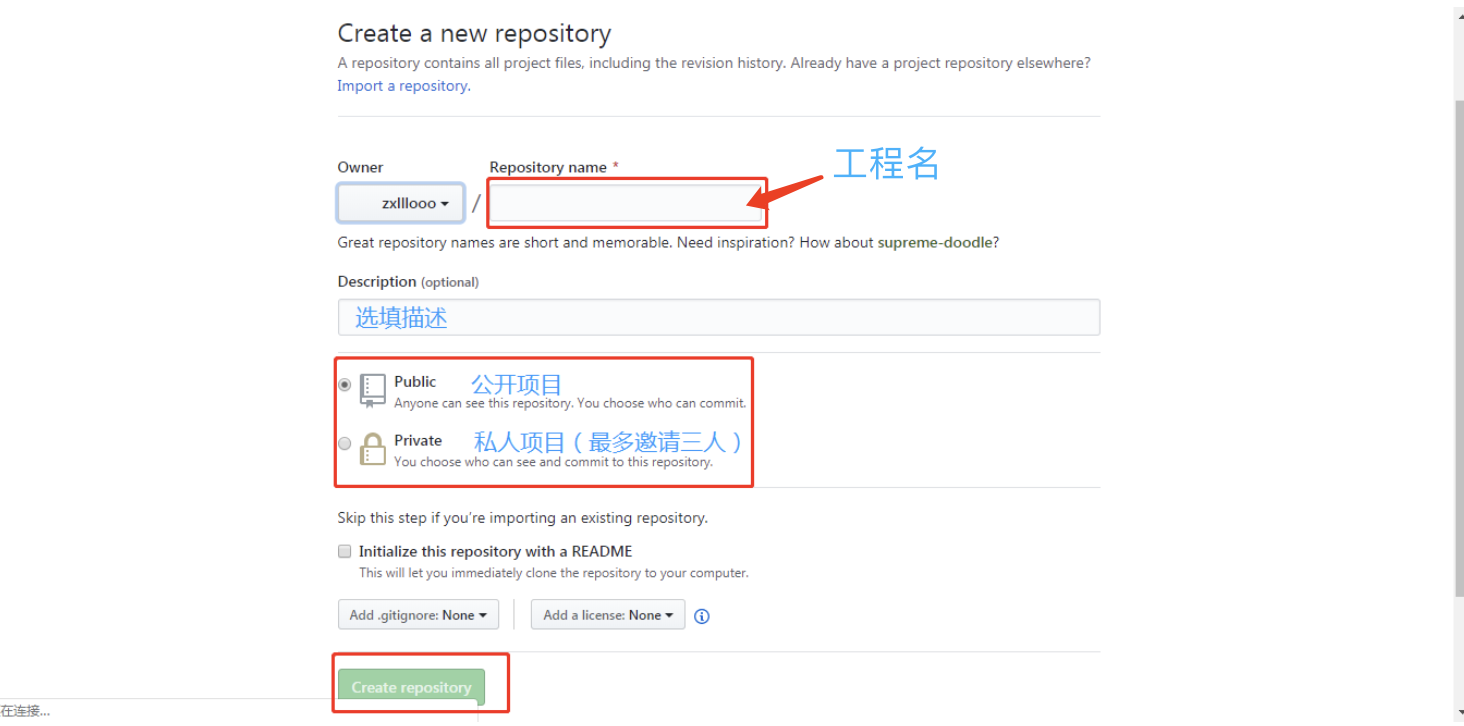 Create a new repository
A repository contains all project files, including the revision history. Already have a project repository elsewhere?
Import a repository.
Owner
Repository name *
工程名
zxlllooo
/
Great repository names are short and memorable. Need inspiration? How about supreme-doodle?
Description (optional)
选填描述
Public 公开项目
Anyone can see this repository. You choose who can commit.
Private 私人项目（最多邀请三人）
You choose who can see and commit to this repository.
Skip this step if you're importing an existing repository.
Initialize this repository with a README
This will let you immediately clone the repository to your computer.
Add .gitignore: None
Add a license: None
Create repository
在连接...